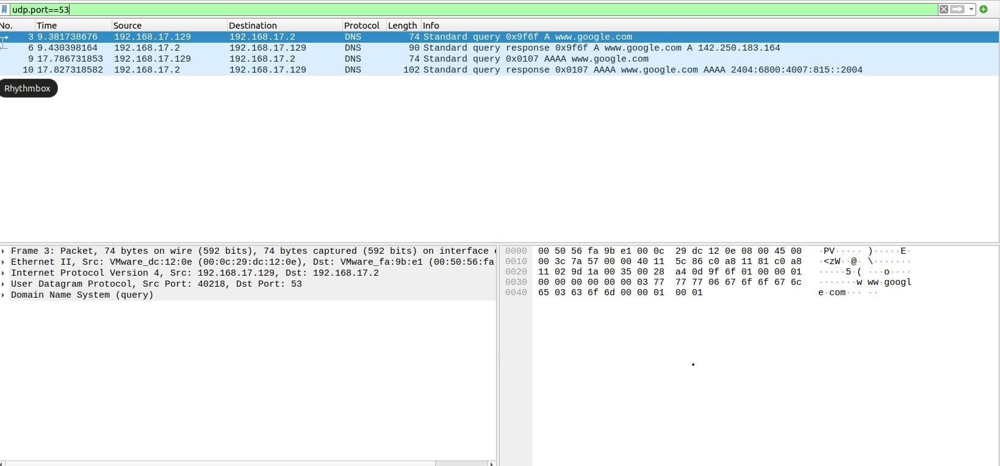 udp.port==53
No. Time Source Destination Protocol Length Info
3 9.381738676 192.168.17.129 192.168.17.2 DNS 74 Standard query 0x9f6f A www.google.com
6 9.430398164 192.168.17.2 192.168.17.129 DNS 90 Standard query response 0x9f6f A www.google.com A 142.250.183.164
9 17.786731853 192.168.17.129 192.168.17.2 DNS 74 Standard query 0x0107 AAAA www.google.com
10 17.827318582 192.168.17.2 192.168.17.129 DNS 102 Standard query response 0x0107 AAAA www.google.com AAAA 2404:6800:4007:815::2004
Rhythmbox
Frame 3: Packet, 74 bytes on wire (592 bits), 74 bytes captured (592 bits) on interface
Ethernet II, Src: VMware_dc:12:0e (00:0c:29:dc:12:0e), Dst: VMware_fa:9b:e1 (00:50:56:fa
Internet Protocol Version 4, Src: 192.168.17.129, Dst: 192.168.17.2
User Datagram Protocol, Src Port: 40218, Dst Port: 53
Domain Name System (query)
0000 00 50 56 fa 9b e1 00 0c 29 dc 12 0e 08 00 45 00 ·PV····· )·····E·
0010 00 3c 7a 57 00 00 40 11 5c 86 c0 a8 11 81 c0 a8 ·<zW··@· \·······
0020 11 02 9d 1a 00 35 00 28 a4 0d 9f 6f 01 00 00 01 ·····5·( ···o····
0030 00 00 00 00 00 00 03 77 77 77 06 67 6f 6f 67 6c ·······w ww·googl
0040 65 03 63 6f 6d 00 00 01 00 01 e·com··· ··